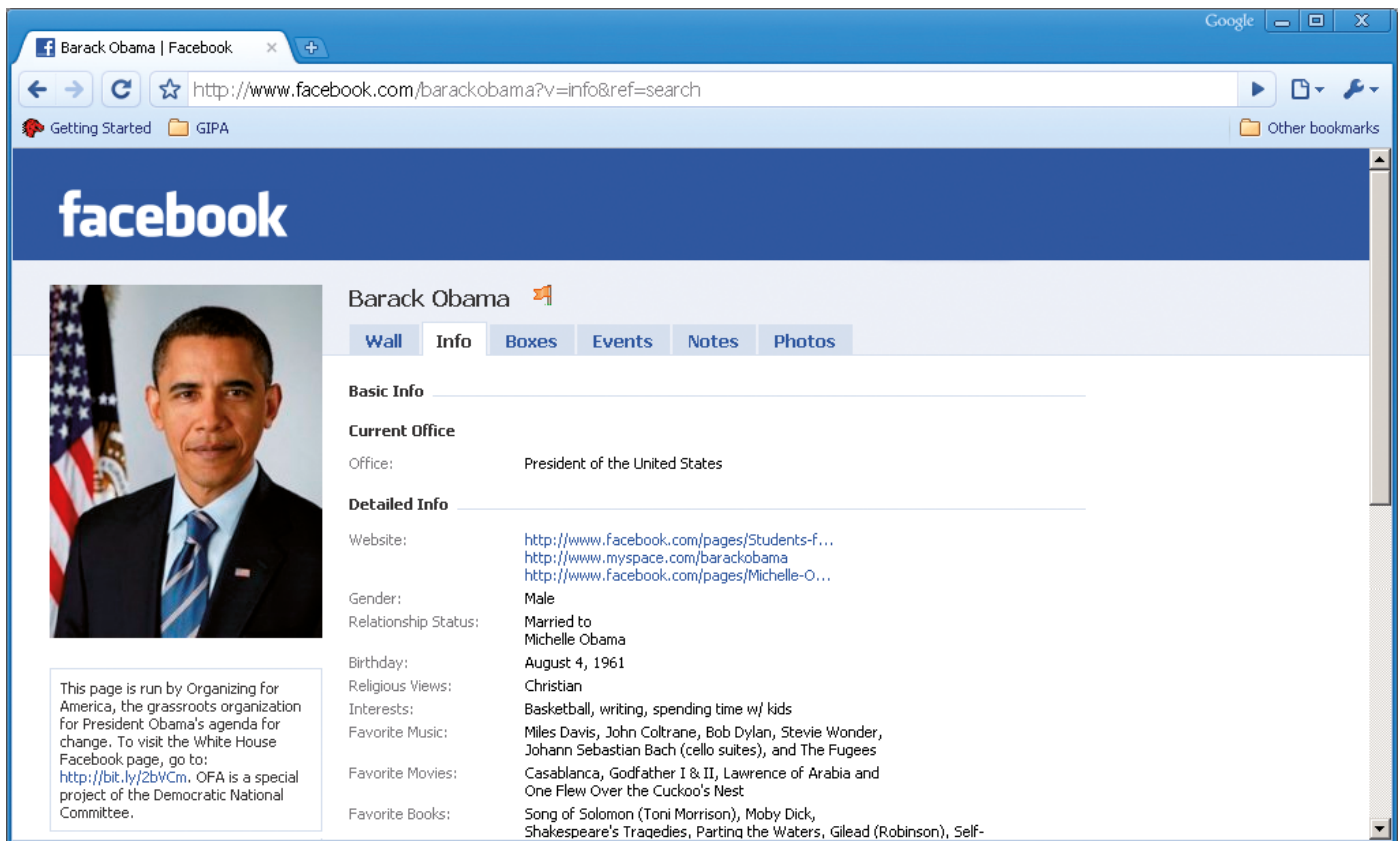 Google
Barack Obama | Facebook
http://www.facebook.com/barackobama?v=info&ref=search
Getting Started GIPA Other bookmarks
facebook
Barack Obama
Wall Info Boxes Events Notes Photos
Basic Info
Current Office
Office: President of the United States
Detailed Info
Website: http://www.facebook.com/pages/Students-f...
http://www.myspace.com/barackobama
http://www.facebook.com/pages/Michelle-O...
Gender: Male
Relationship Status: Married to
Michelle Obama
Birthday: August 4, 1961
Religious Views: Christian
Interests: Basketball, writing, spending time w/ kids
Favorite Music: Miles Davis, John Coltrane, Bob Dylan, Stevie Wonder,
Johann Sebastian Bach (cello suites), and The Fugees
Favorite Movies: Casablanca, Godfather I & II, Lawrence of Arabia and
One Flew Over the Cuckoo's Nest
Favorite Books: Song of Solomon (Toni Morrison), Moby Dick,
Shakespeare's Tragedies, Parting the Waters, Gilead (Robinson), Self-
This page is run by Organizing for
America, the grassroots organization
for President Obama's agenda for
change. To visit the White House
Facebook page, go to:
http://bit.ly/2bVCm. OFA is a special
project of the Democratic National
Committee.